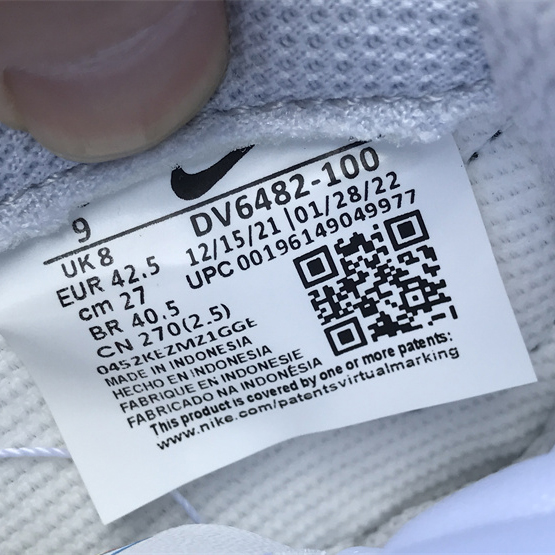 9
UK 8
EUR 42.5
cm 27
BR 40.5
CN 270(2.5)
0452KEZMZ1GGE
MADE IN INDONESIA
HECHO EN INDONESIA
FABRIQUE EN INDONESIE
FABRICADO NA INDONÉSIA
DV6482-100
12/15/21 | 01/28/22
UPC 00196149049977
This product is covered by one or more patents:
www.nike.com/patentsvirtualmarking